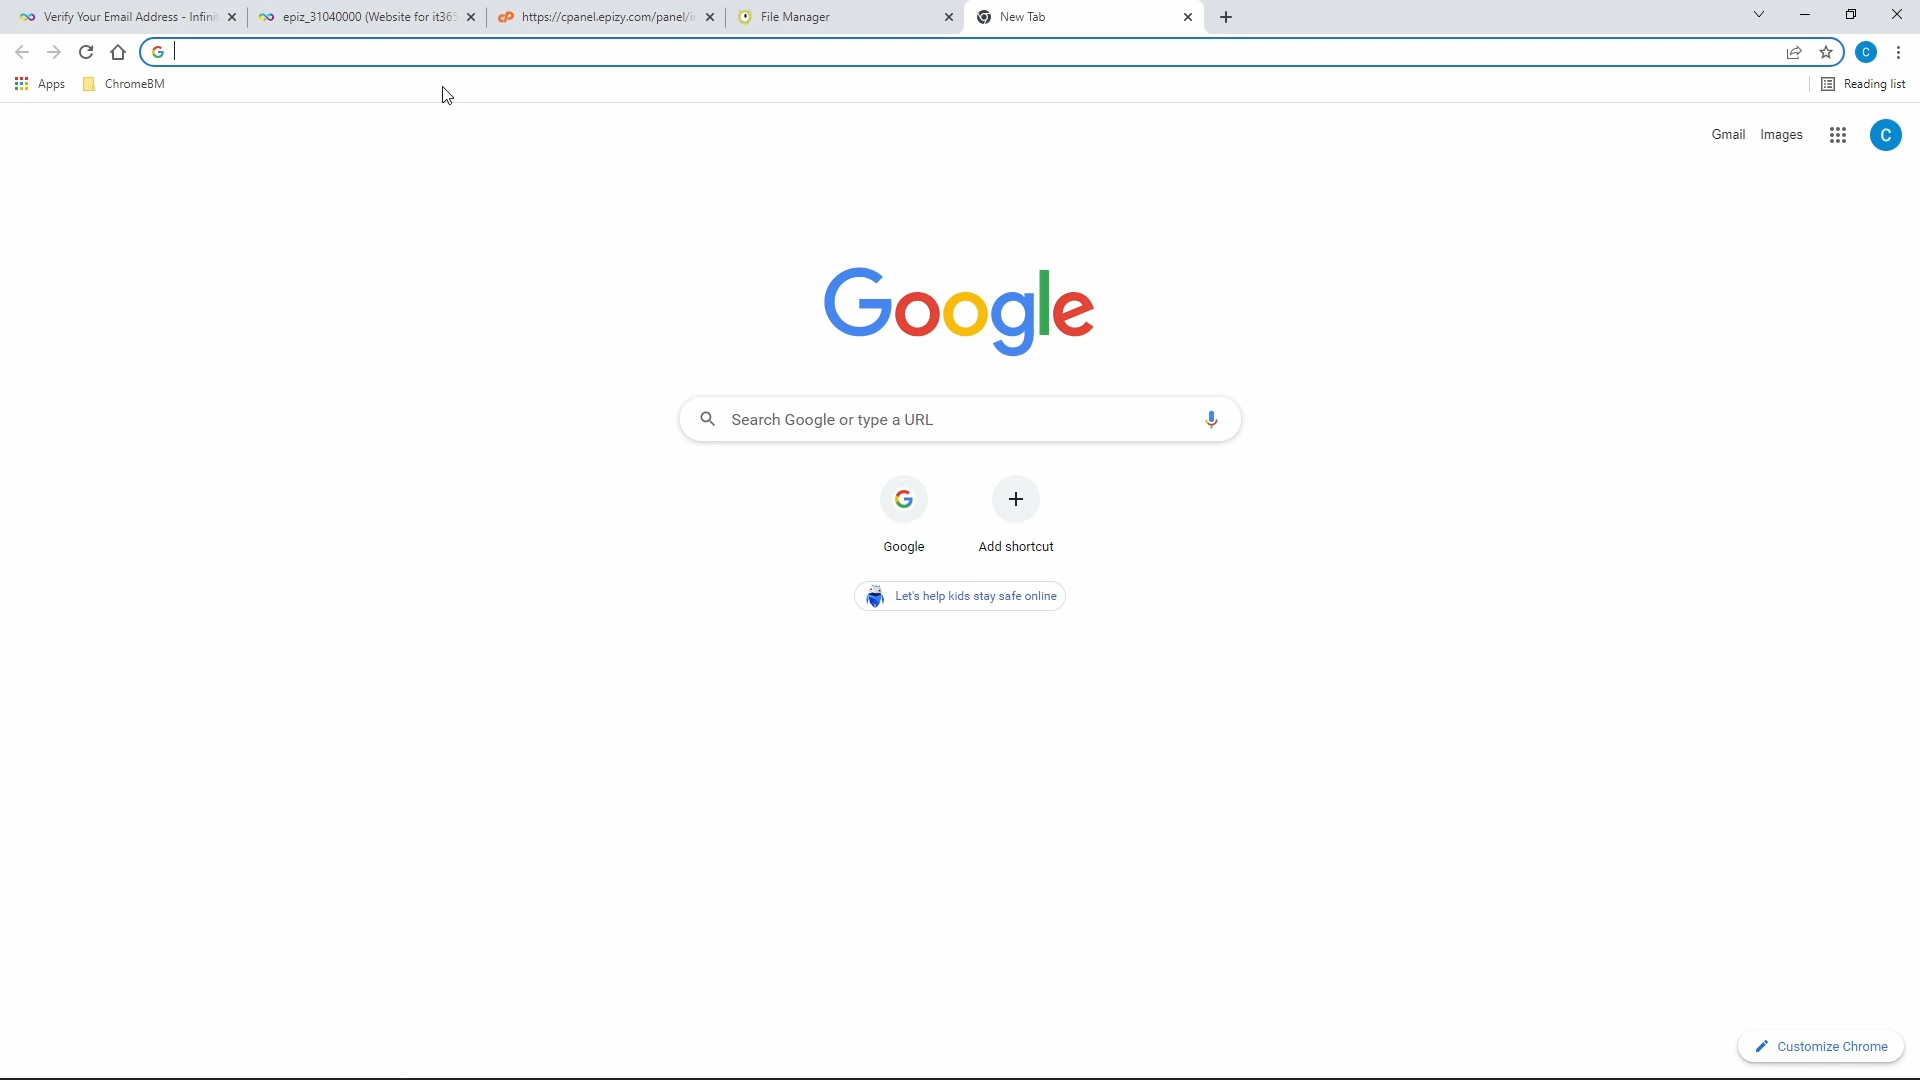 Verify Your Email Address - Infini
epiz_31040000 (Website for it365
https://cpanel.epizy.com/panel/i
File Manager
New Tab
C
Apps
ChromeBM
Reading list
Gmail
Images
C
Google
Search Google or type a URL
Google
Add shortcut
Let's help kids stay safe online
Customize Chrome